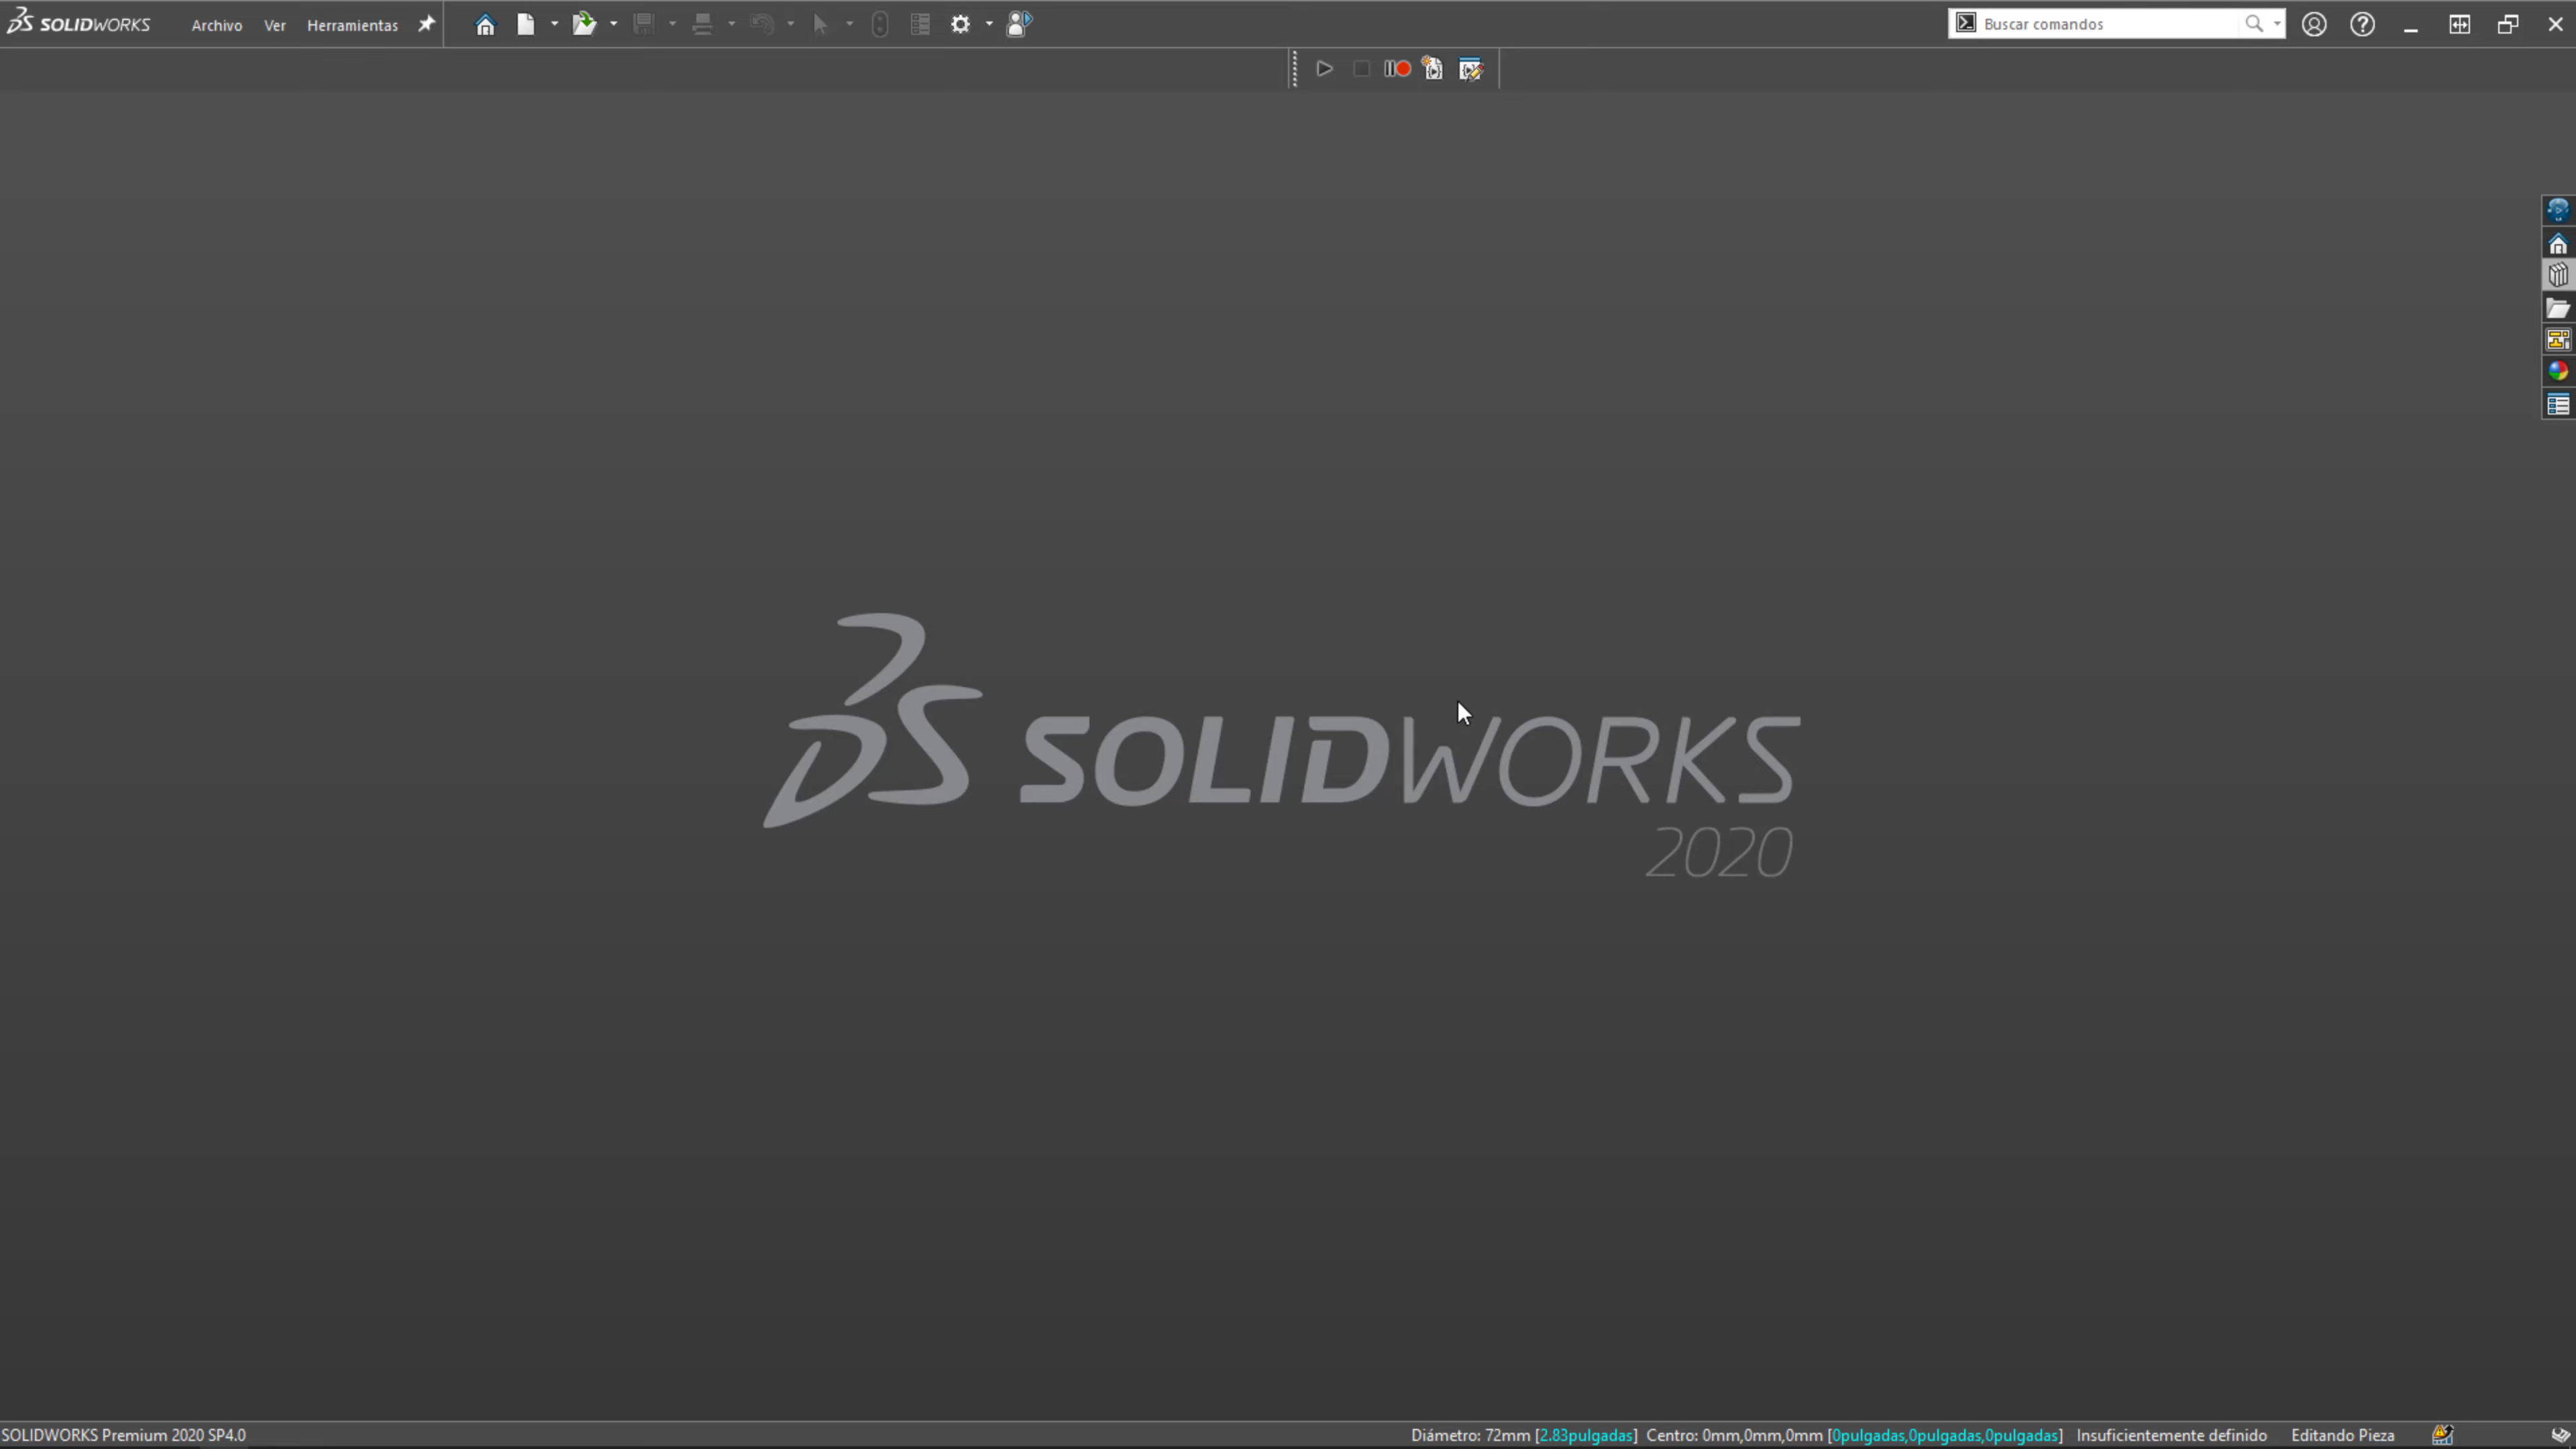 SOLIDWORKS Archivo Ver Herramientas Buscar comandos
SOLIDWORKS
2020
SOLIDWORKS Premium 2020 SP4.0 Diámetro: 72mm [2.83pulgadas] Centro: 0mm,0mm,0mm [0pulgadas,0pulgadas,0pulgadas] Insuficientemente definido Editando Pieza